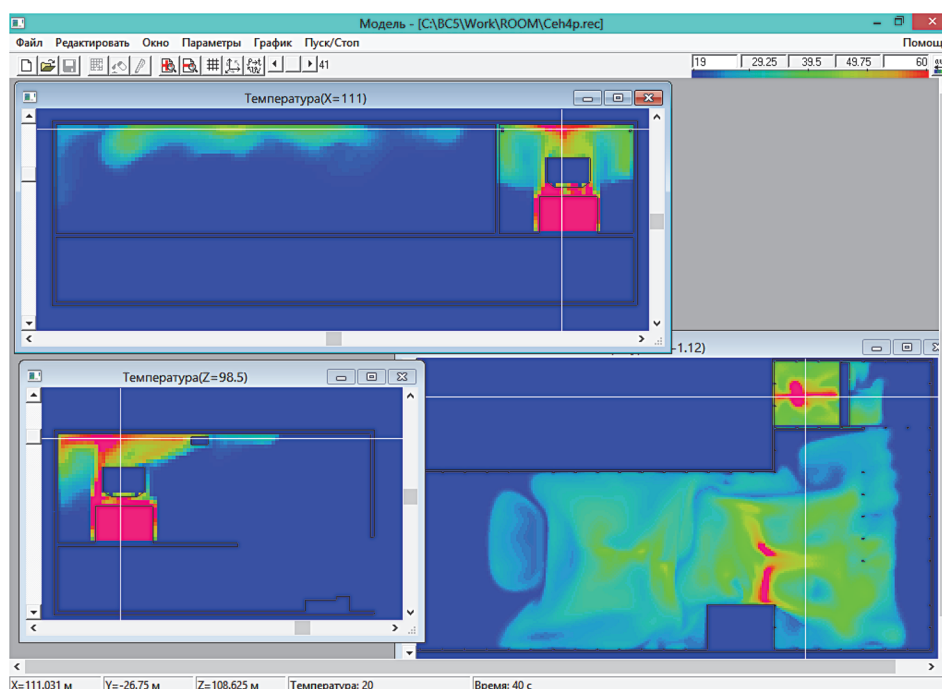 Модель - [C:\BC5\Work\ROOM\Ceh4p.rec]
Файл Редактировать Окно Параметры График Пуск/Стоп Помощ
41 19 29.25 39.5 49.75 60
Температура(X=111)
-1.12)
Температура(Z=98.5)
X=111.031 м Y=-26.75 м Z=108.625 м Температура: 20 Время: 40 с